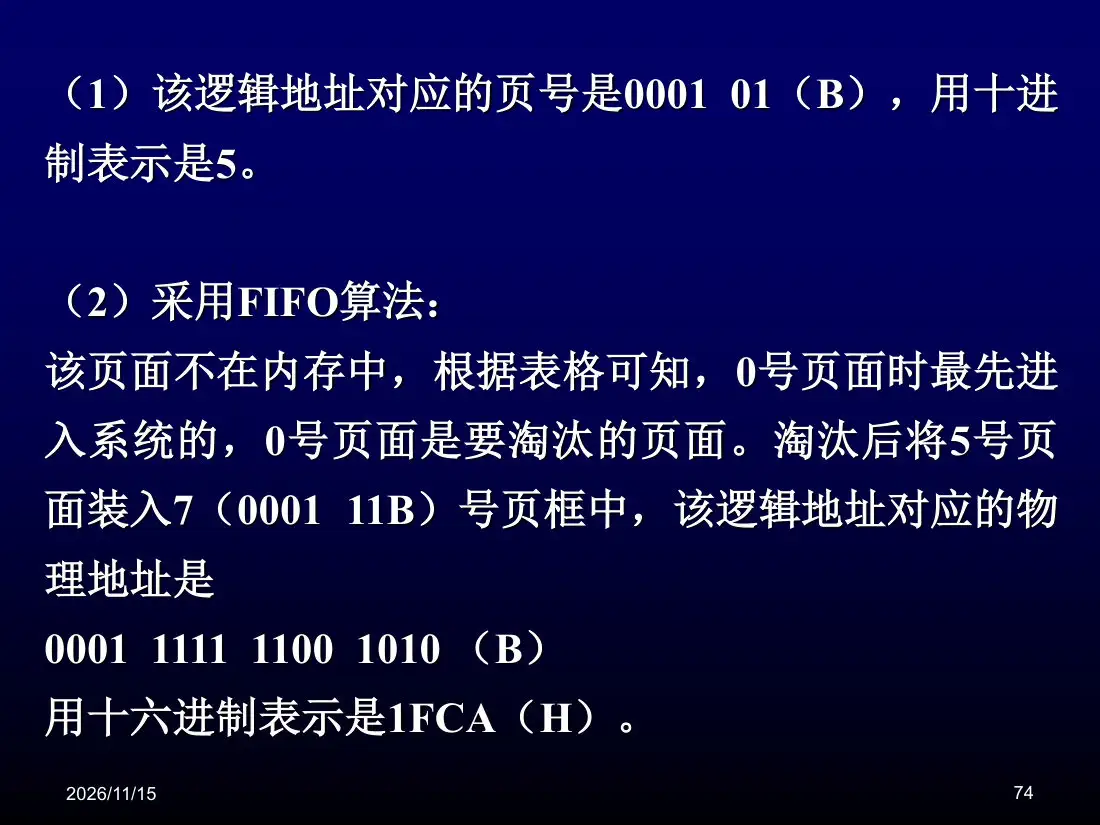 （1）该逻辑地址对应的页号是0001 01（B），用十进
制表示是5。
（2）采用FIFO算法：
该页面不在内存中，根据表格可知，0号页面时最先进
入系统的，0号页面是要淘汰的页面。淘汰后将5号页
面装入7（0001 11B）号页框中，该逻辑地址对应的物
理地址是
0001 1111 1100 1010 （B）
用十六进制表示是1FCA（H）。
2026/11/15
74